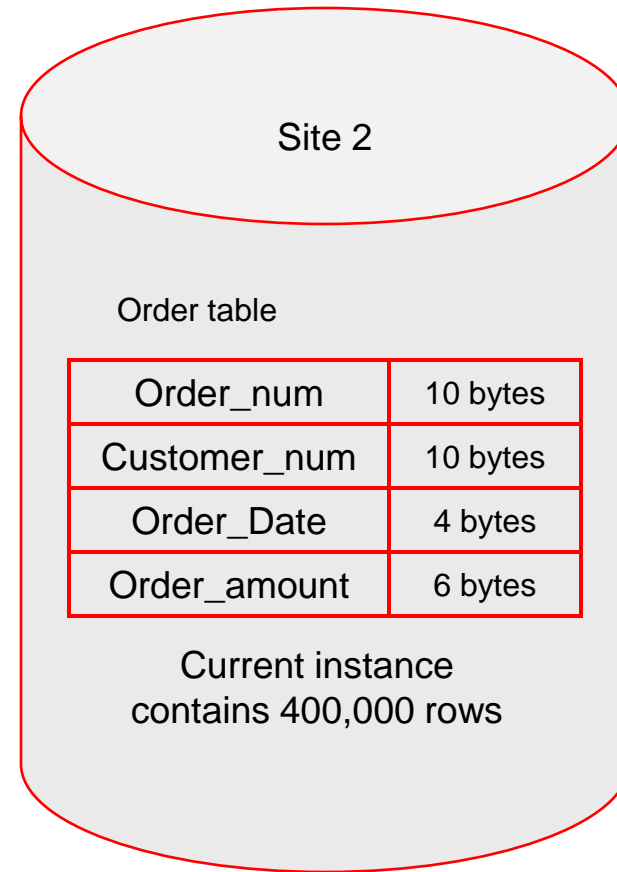 Site 2
Order table
Order_num 10 bytes
Customer_num 10 bytes
Order_Date 4 bytes
Order_amount 6 bytes
Current instance
contains 400,000 rows